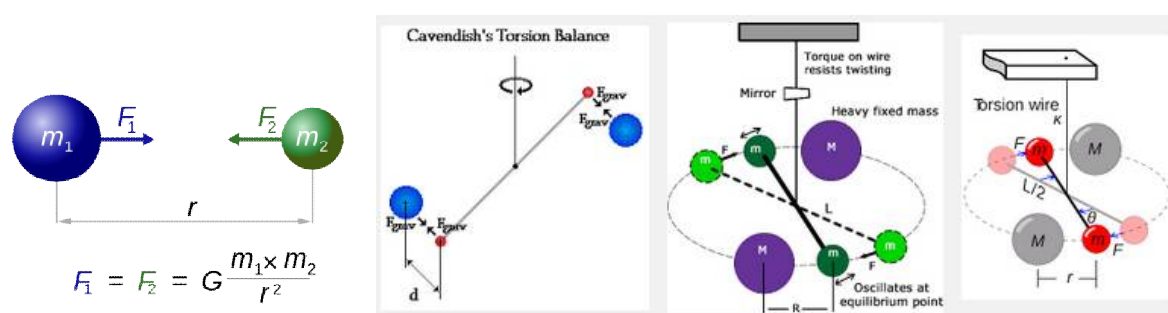 m1
F1
F2
m2
r
F1 = F2 = G m1 × m2 / r2
Cavendish's Torsion Balance
Fgrav
Fgrav
Fgrav
Fgrav
d
Torque on wire
resists twisting
Mirror
Heavy fixed mass
m
F
m
M
L
M
m
F
m
Oscillates at
equilibrium point
R
Torsion wire
K
F
m
M
L/2
θ
M
m
F
r